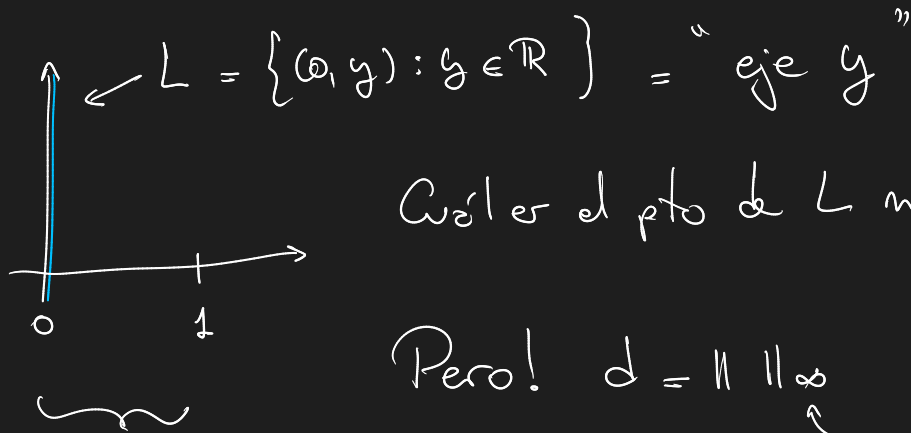 L = {(0, y) : y ∈ ℝ} = "eje y"
Cuál es el pto de L
0 1
Pero! d = ‖ ‖∞